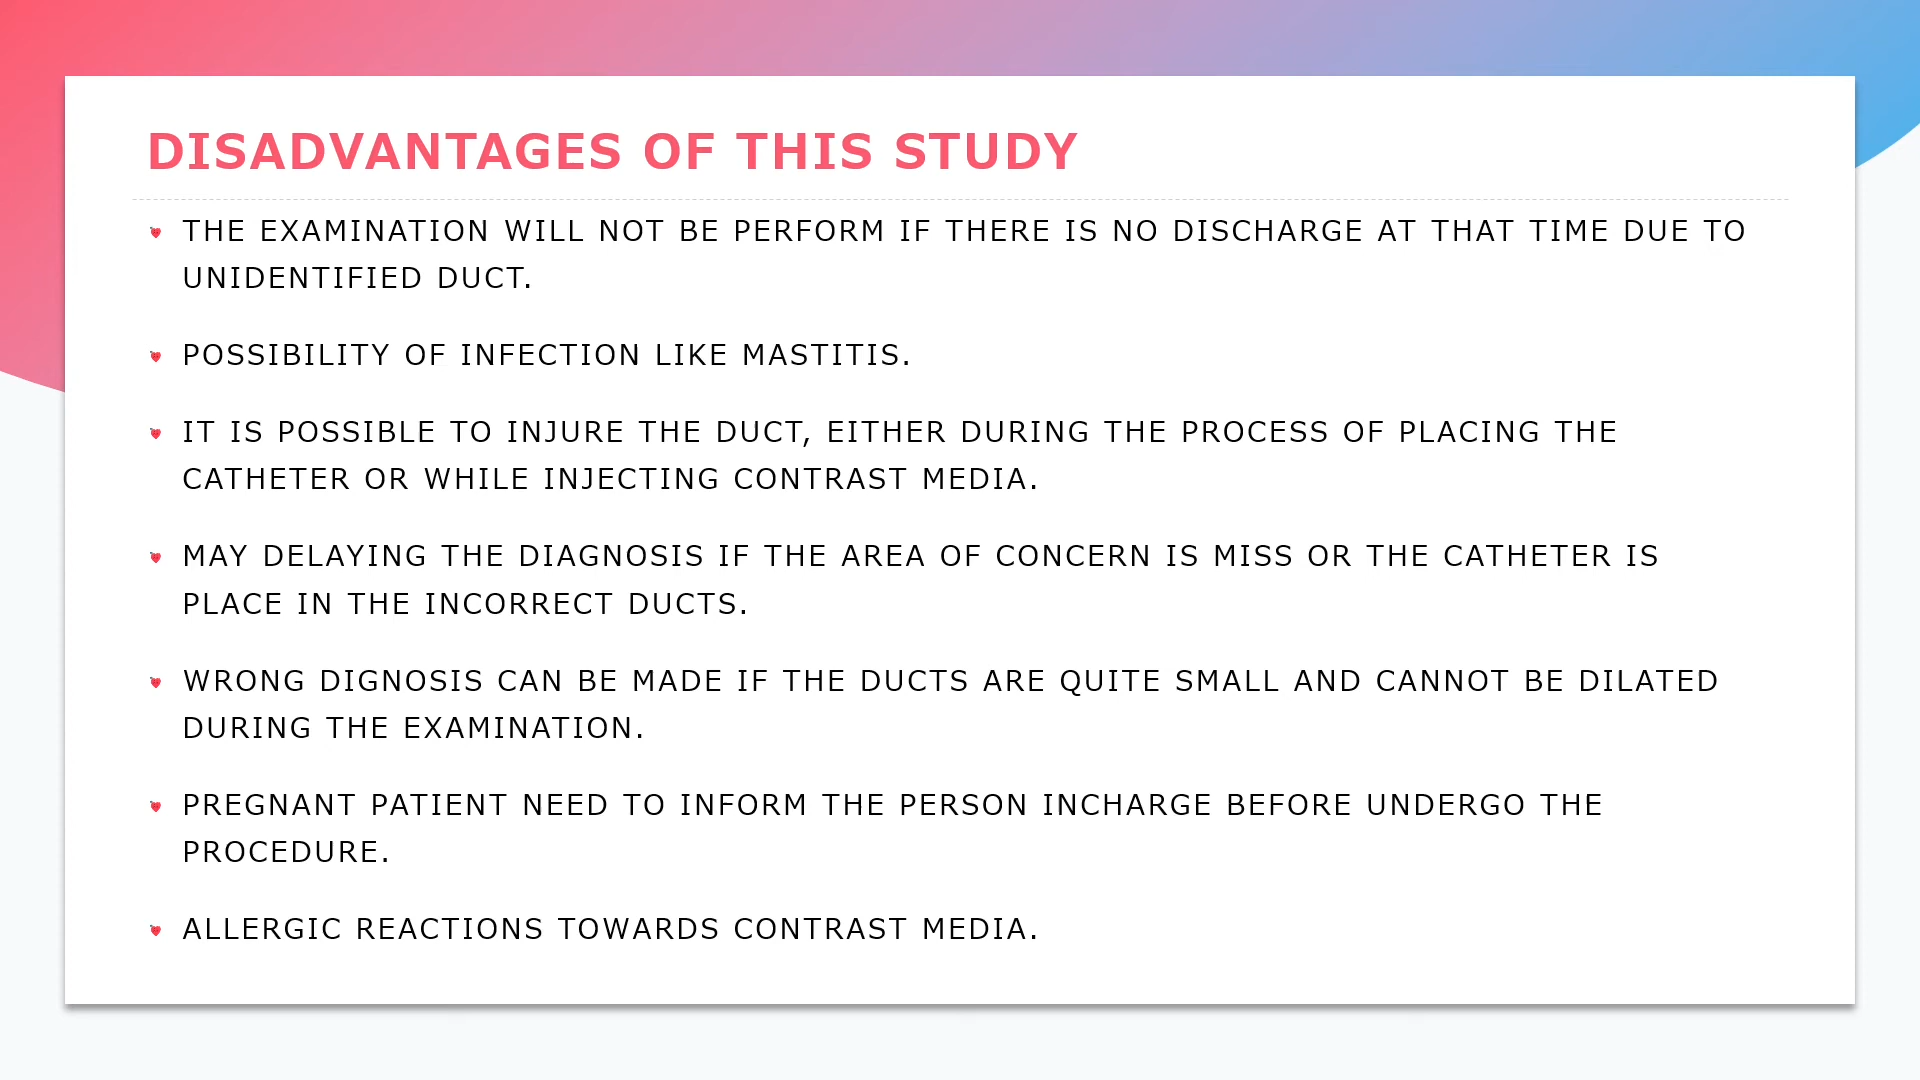 DISADVANTAGES OF THIS STUDY
THE EXAMINATION WILL NOT BE PERFORM IF THERE IS NO DISCHARGE AT THAT TIME DUE TO
UNIDENTIFIED DUCT.
POSSIBILITY OF INFECTION LIKE MASTITIS.
IT IS POSSIBLE TO INJURE THE DUCT, EITHER DURING THE PROCESS OF PLACING THE
CATHETER OR WHILE INJECTING CONTRAST MEDIA.
MAY DELAYING THE DIAGNOSIS IF THE AREA OF CONCERN IS MISS OR THE CATHETER IS
PLACE IN THE INCORRECT DUCTS.
WRONG DIGNOSIS CAN BE MADE IF THE DUCTS ARE QUITE SMALL AND CANNOT BE DILATED
DURING THE EXAMINATION.
PREGNANT PATIENT NEED TO INFORM THE PERSON INCHARGE BEFORE UNDERGO THE
PROCEDURE.
ALLERGIC REACTIONS TOWARDS CONTRAST MEDIA.